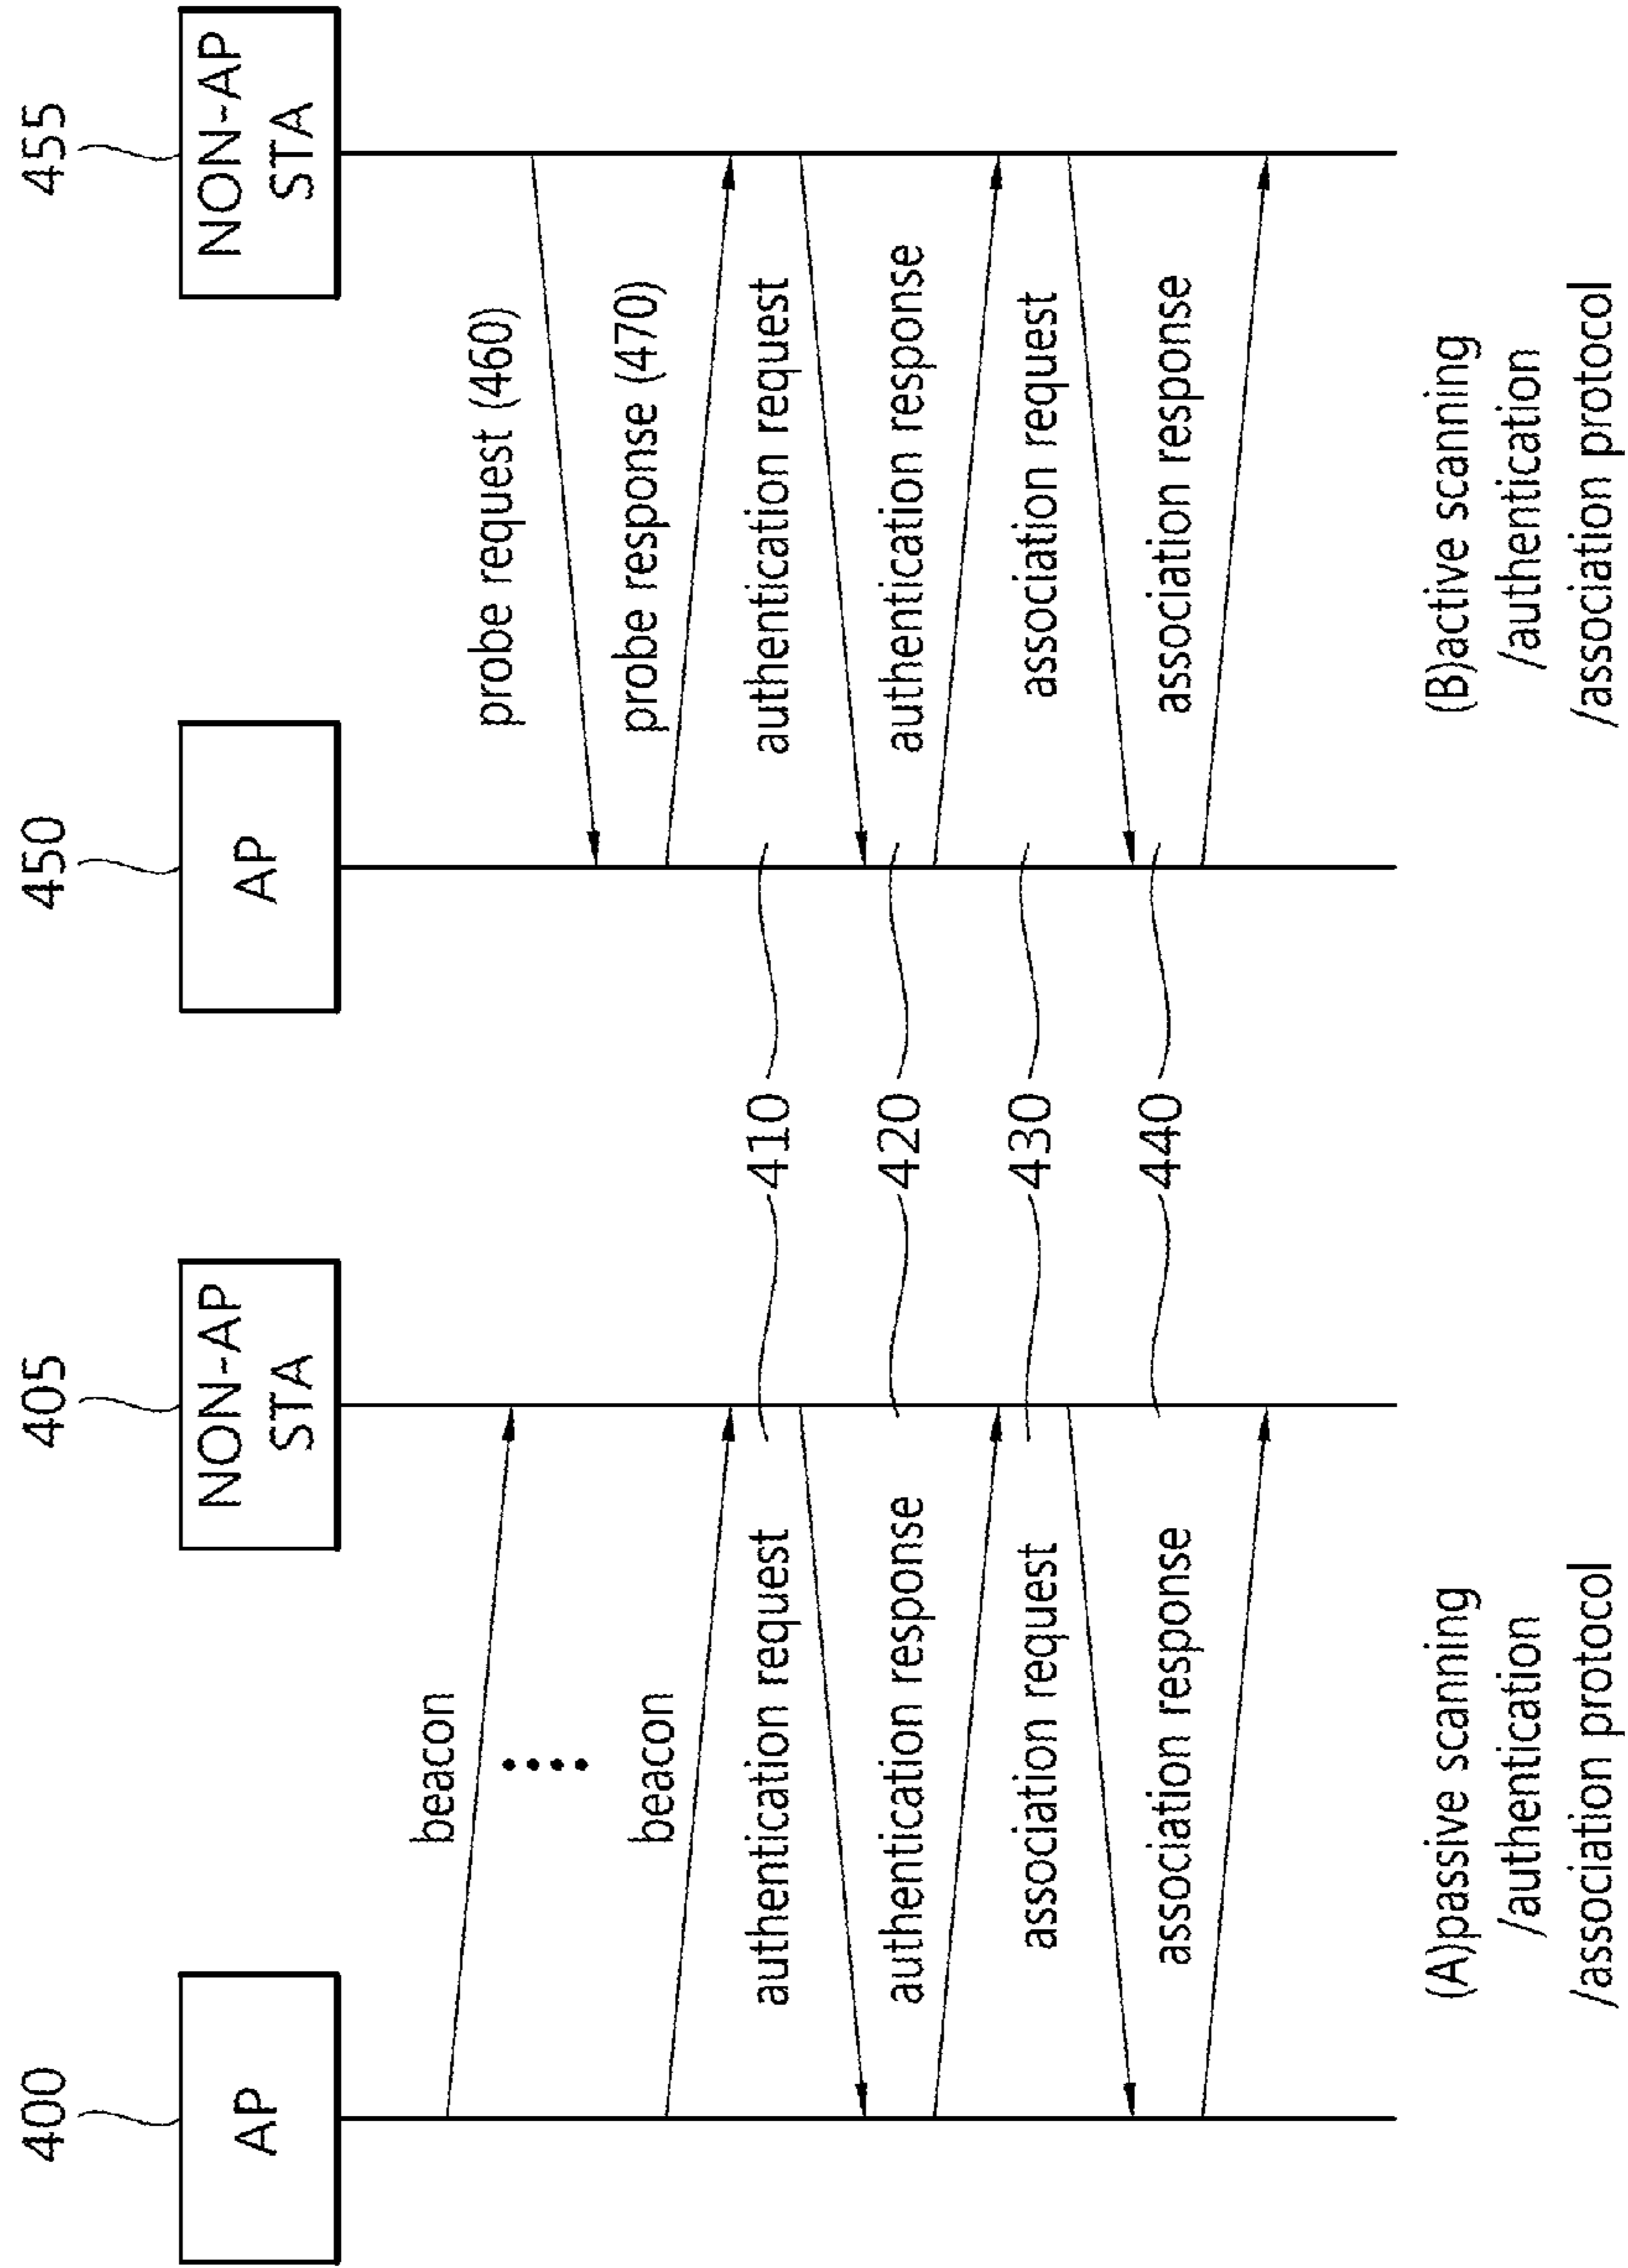 400
405
450
455
AP
NON-AP
STA
AP
NON-AP
STA
beacon
beacon
authentication request
authentication response
association request
association response
410
420
430
440
probe request (460)
probe response (470)
authentication request
authentication response
association request
association response
(A)passive scanning
/authentication
/association protocol
(B)active scanning
/authentication
/association protocol